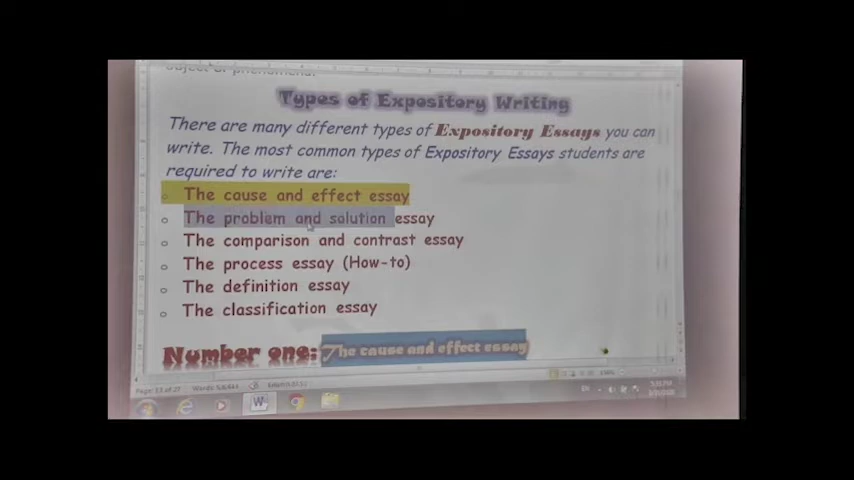 Types of Expository Writing
There are many different types of Expository Essays you can
write. The most common types of Expository Essays students are
required to write are:
The cause and effect essay
The problem and solution essay
The comparison and contrast essay
The process essay (How-to)
The definition essay
The classification essay
Number one: The cause and effect essay